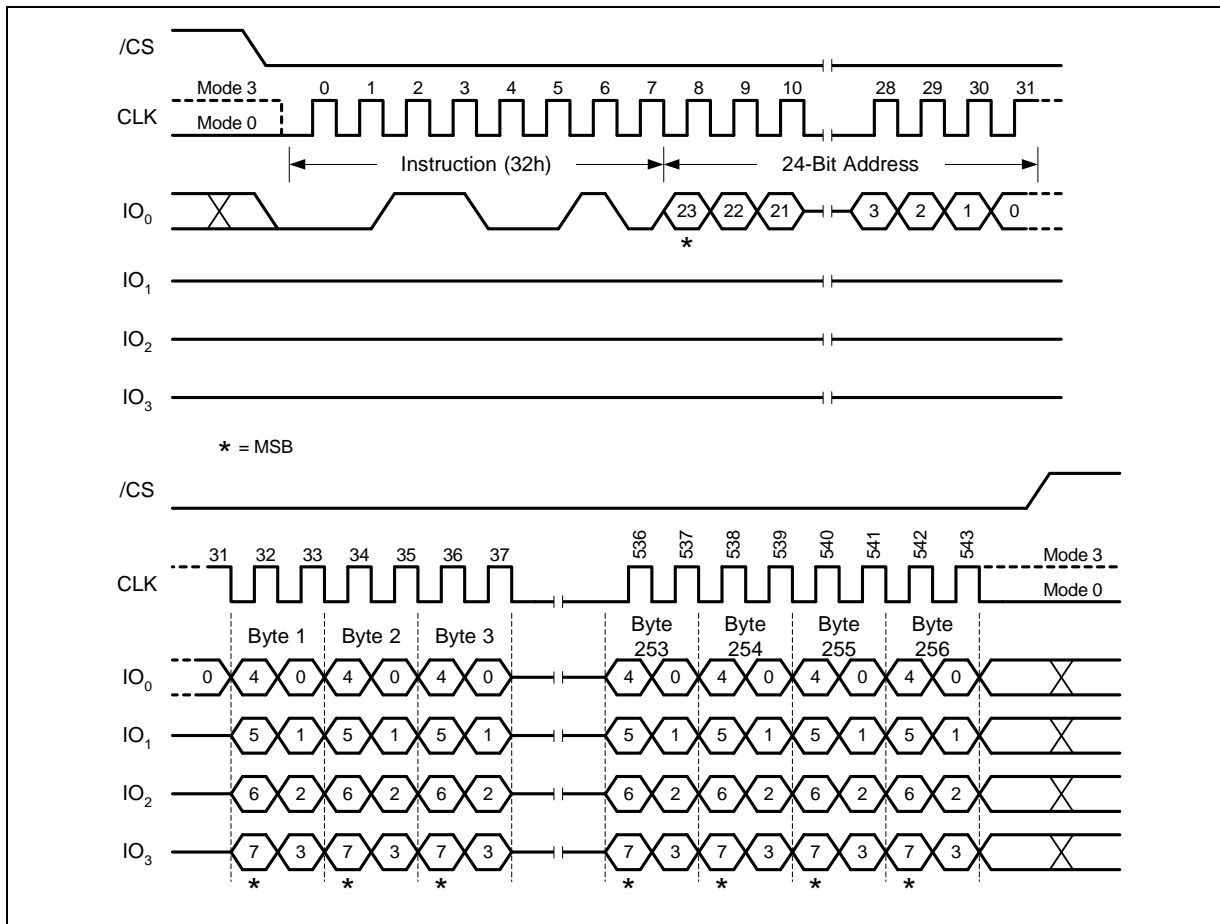 /CS
Mode 3
0 1 2 3 4 5 6 7 8 9 10 28 29 30 31
CLK
Mode 0
Instruction (32h) 24-Bit Address
IO0 23 22 21 3 2 1 0
*
IO1
IO2
IO3
* = MSB
/CS
31 32 33 34 35 36 37 536 537 538 539 540 541 542 543
Mode 3
CLK
Mode 0
Byte 1 Byte 2 Byte 3 Byte 253 Byte 254 Byte 255 Byte 256
IO0 0 4 0 4 0 4 0 4 0 4 0 4 0 4 0
IO1 5 1 5 1 5 1 5 1 5 1 5 1 5 1
IO2 6 2 6 2 6 2 6 2 6 2 6 2 6 2
IO3 7 3 7 3 7 3 7 3 7 3 7 3 7 3
* * * * * * *